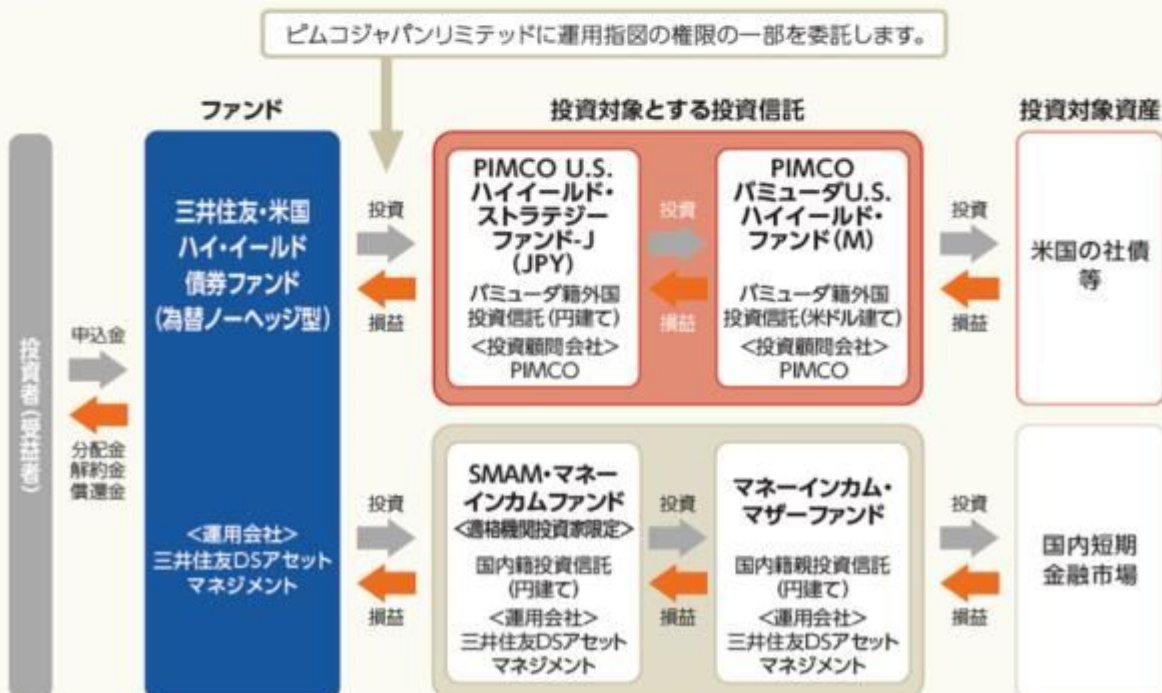 ピムコジャパンリミテッドに運用指図の権限の一部を委託します。
ファンド
投資対象とする投資信託
投資対象資産
投資者(受益者)
申込金
分配金
解約金
償還金
三井住友・米国
ハイ・イールド
債券ファンド
(為替ノーヘッジ型)
<運用会社>
三井住友DSアセット
マネジメント
投資
損益
PIMCO U.S.
ハイイールド・
ストラテジー
ファンド-J
(JPY)
バミューダ籍外国
投資信託(円建て)
<投資顧問会社>
PIMCO
投資
損益
PIMCO
バミューダU.S.
ハイイールド・
ファンド(M)
バミューダ籍外国
投資信託(米ドル建て)
<投資顧問会社>
PIMCO
投資
損益
米国の社債
等
投資
損益
SMAM・マネー
インカムファンド
<適格機関投資家限定>
国内籍投資信託
(円建て)
<運用会社>
三井住友DSアセット
マネジメント
投資
損益
マネーインカム・
マザーファンド
国内籍親投資信託
(円建て)
<運用会社>
三井住友DSアセット
マネジメント
投資
損益
国内短期
金融市場